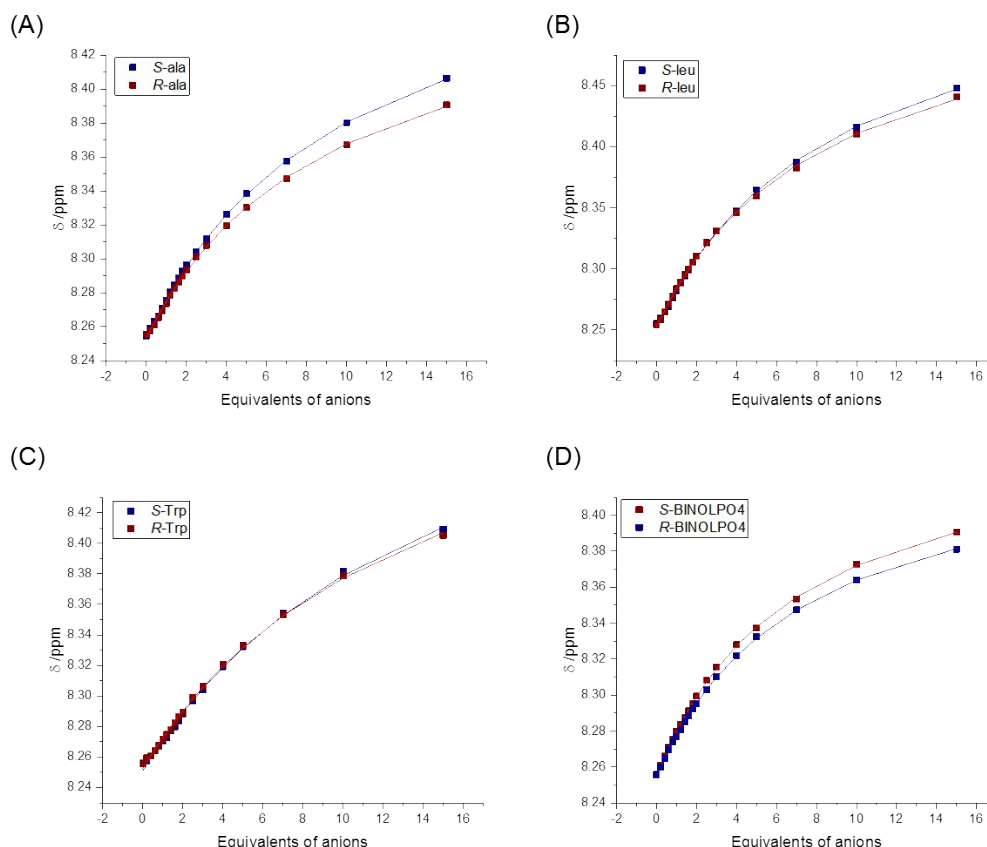 (A)
S-ala
R-ala
8.42
8.40
8.38
8.36
8.34
8.32
8.30
8.28
8.26
8.24
δ /ppm
-2 0 2 4 6 8 10 12 14 16
Equivalents of anions
(B)
S-leu
R-leu
8.45
8.40
8.35
8.30
8.25
δ /ppm
-2 0 2 4 6 8 10 12 14 16
Equivalents of anions
(C)
S-Trp
R-Trp
8.42
8.40
8.38
8.36
8.34
8.32
8.30
8.28
8.26
8.24
δ /ppm
-2 0 2 4 6 8 10 12 14 16
Equivalents of anions
(D)
S-BINOLPO4
R-BINOLPO4
8.40
8.38
8.36
8.34
8.32
8.30
8.28
8.26
8.24
δ /ppm
-2 0 2 4 6 8 10 12 14 16
Equivalents of anions